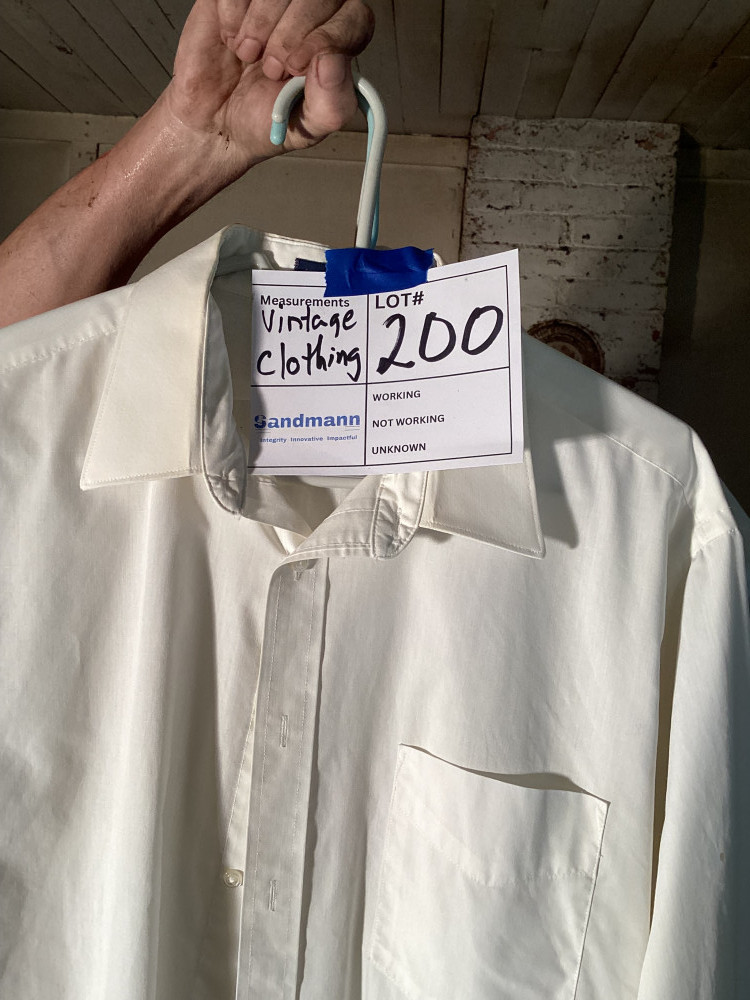 Measurements
Vintage
Clothing
LOT#
200
Sandmann
Integrity Innovative Impactful
WORKING
NOT WORKING
UNKNOWN